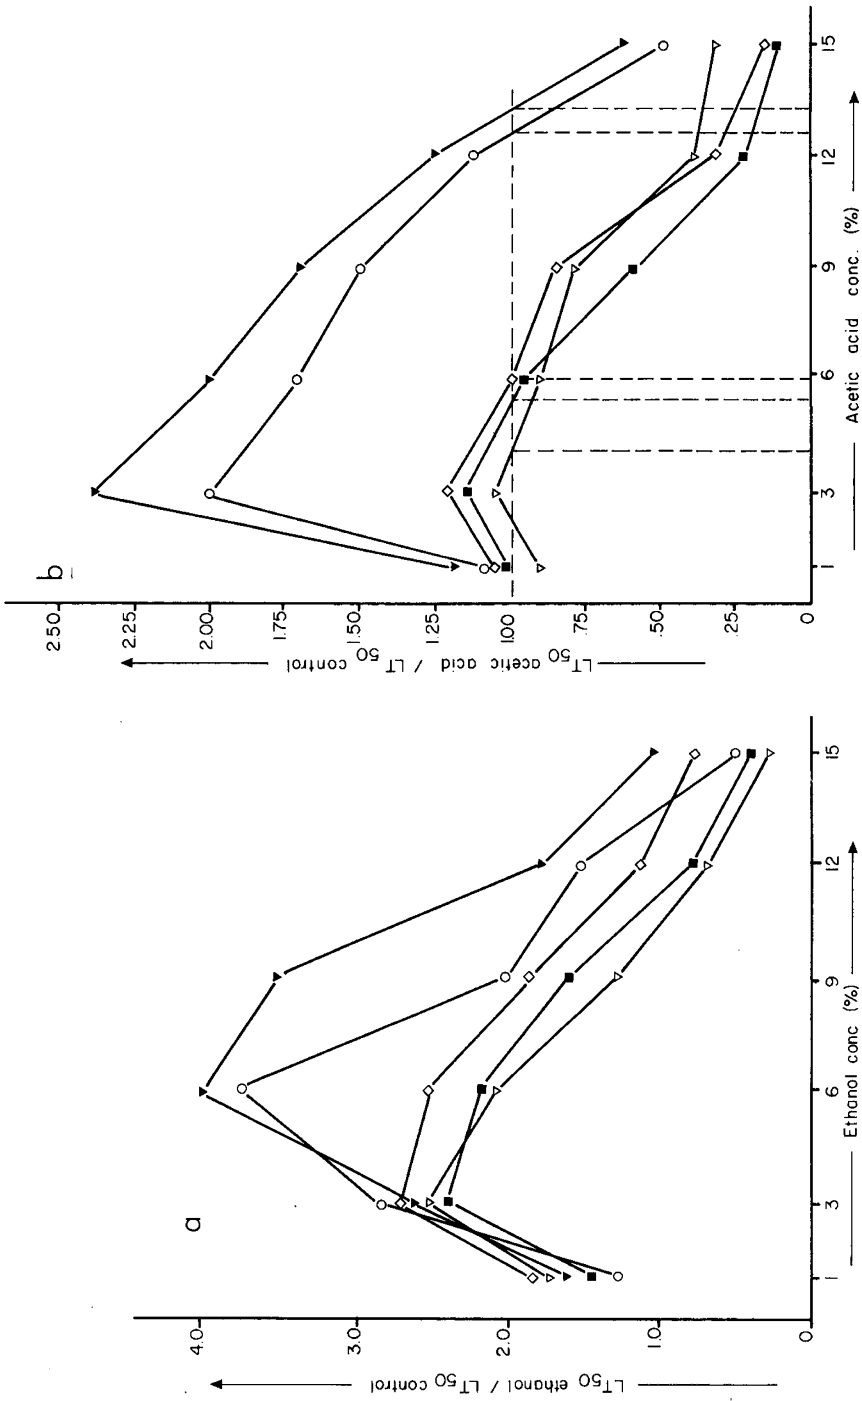 a
4.0
3.0
2.0
1.0
0
1 3 6 9 12 15
Ethanol conc (%)
LT50 ethanol / LT50 control
b
2.50
2.25
2.00
1.75
1.50
1.25
1.00
.75
.50
.25
0
1 3 6 9 12 15
Acetic acid conc. (%)
LT50 acetic acid / LT50 control